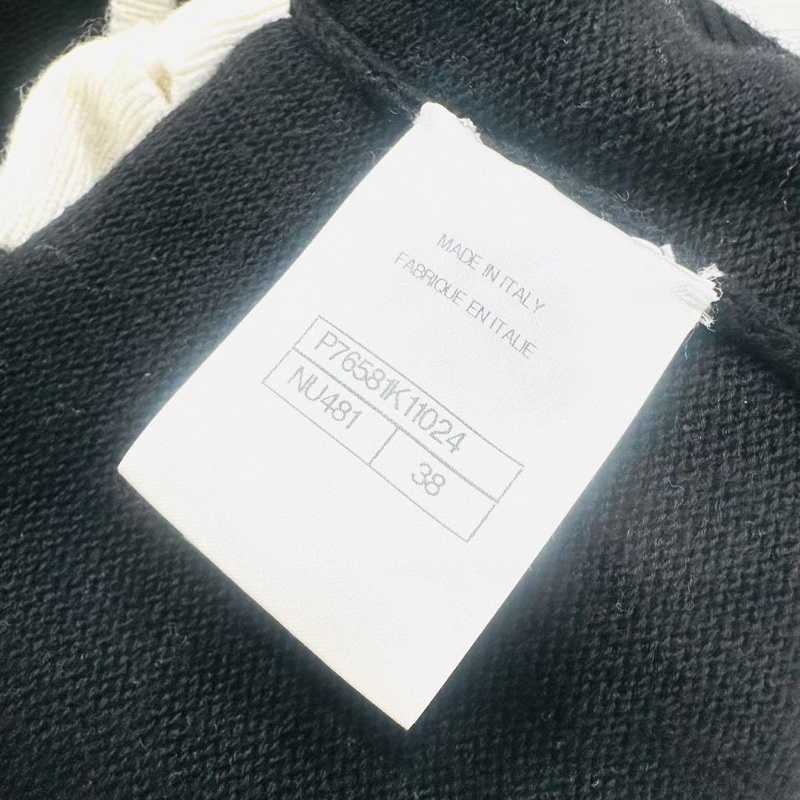 MADE IN ITALY
FABRIQUE EN ITALIE
P76581K11024
NU481
38